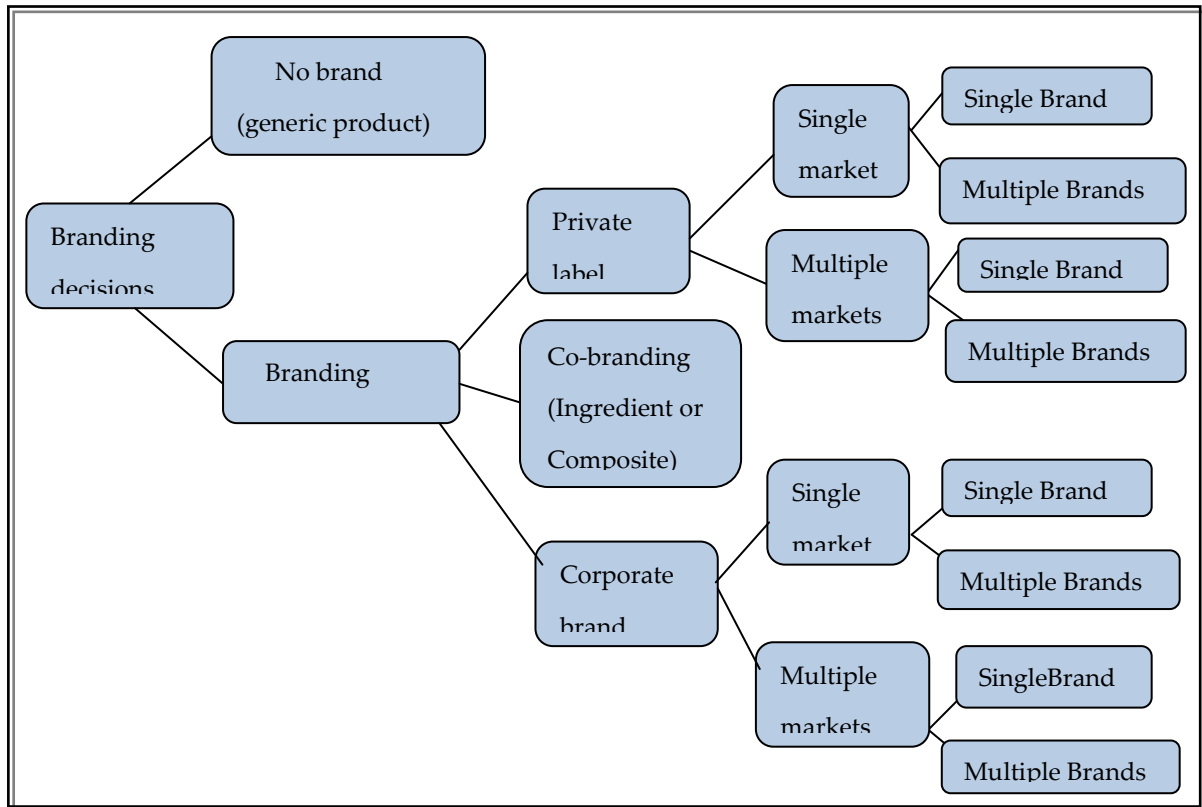 No brand
(generic product)
Branding
decisions
Branding
Private
label
Co-branding
(Ingredient or
Composite)
Corporate
brand
Single
market
Single Brand
Multiple Brands
Multiple
markets
Single Brand
Multiple Brands
Single
market
Single Brand
Multiple Brands
Multiple
markets
SingleBrand
Multiple Brands